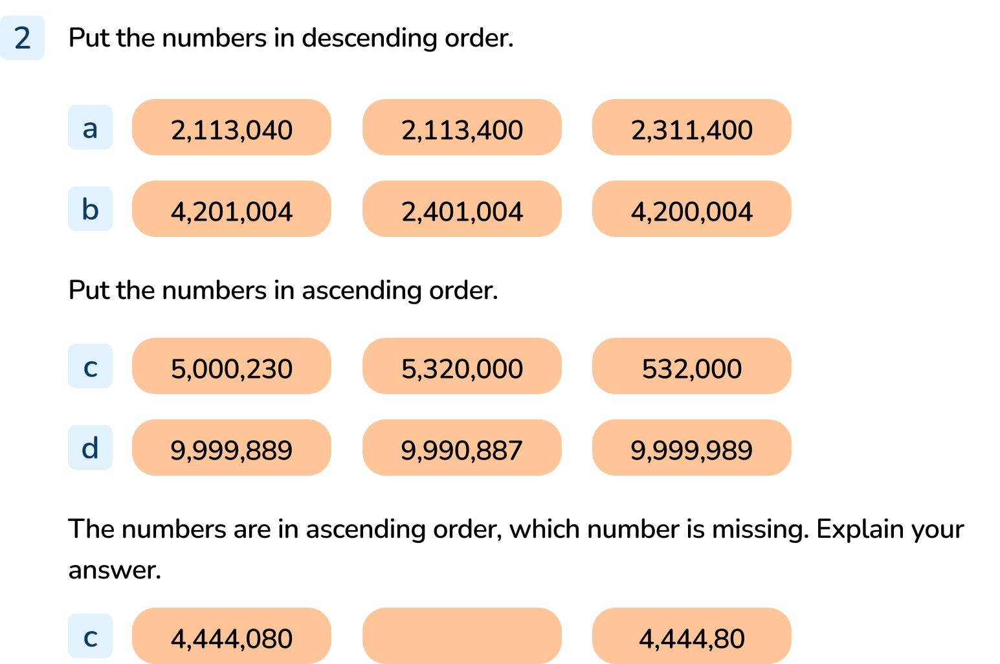 2 Put the numbers in descending order.
a 2,113,040 2,113,400 2,311,400
b 4,201,004 2,401,004 4,200,004
Put the numbers in ascending order.
c 5,000,230 5,320,000 532,000
d 9,999,889 9,990,887 9,999,989
The numbers are in ascending order, which number is missing. Explain your
answer.
c 4,444,080 4,444,80